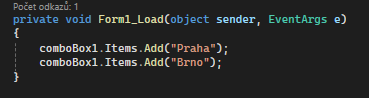 Počet odkazů: 1
private void Form1_Load(object sender, EventArgs e)
{
comboBox1.Items.Add("Praha");
comboBox1.Items.Add("Brno");
}